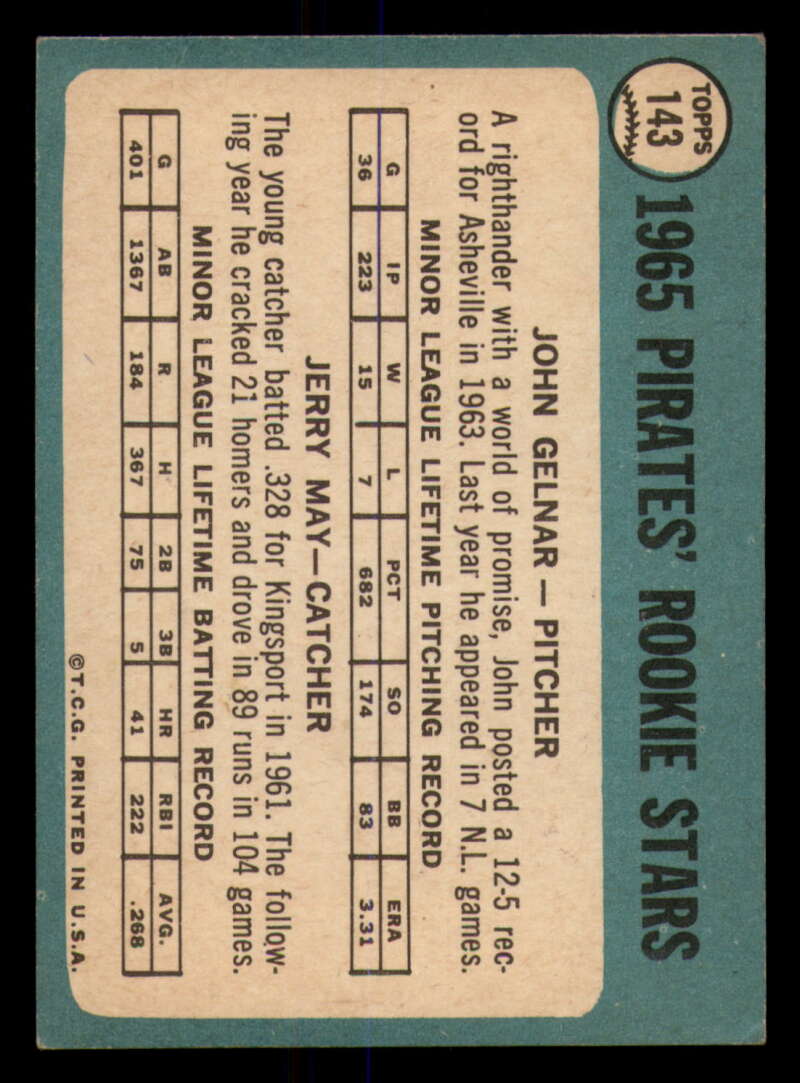 TOPPS
143
1965 PIRATES' ROOKIE STARS
JOHN GELNAR — PITCHER
A righthander with a world of promise, John posted a 12-5 rec-
ord for Asheville in 1963. Last year he appeared in 7 N.L. games.
MINOR LEAGUE LIFETIME PITCHING RECORD
G IP W L PCT SO BB ERA
36 223 15 7 682 174 83 3.31
JERRY MAY—CATCHER
The young catcher batted .328 for Kingsport in 1961. The follow-
ing year he cracked 21 homers and drove in 89 runs in 104 games.
MINOR LEAGUE LIFETIME BATTING RECORD
G AB R H 2B 3B HR RBI AVG.
401 1367 184 367 75 5 41 222 .268
©T.C.G. PRINTED IN U.S.A.